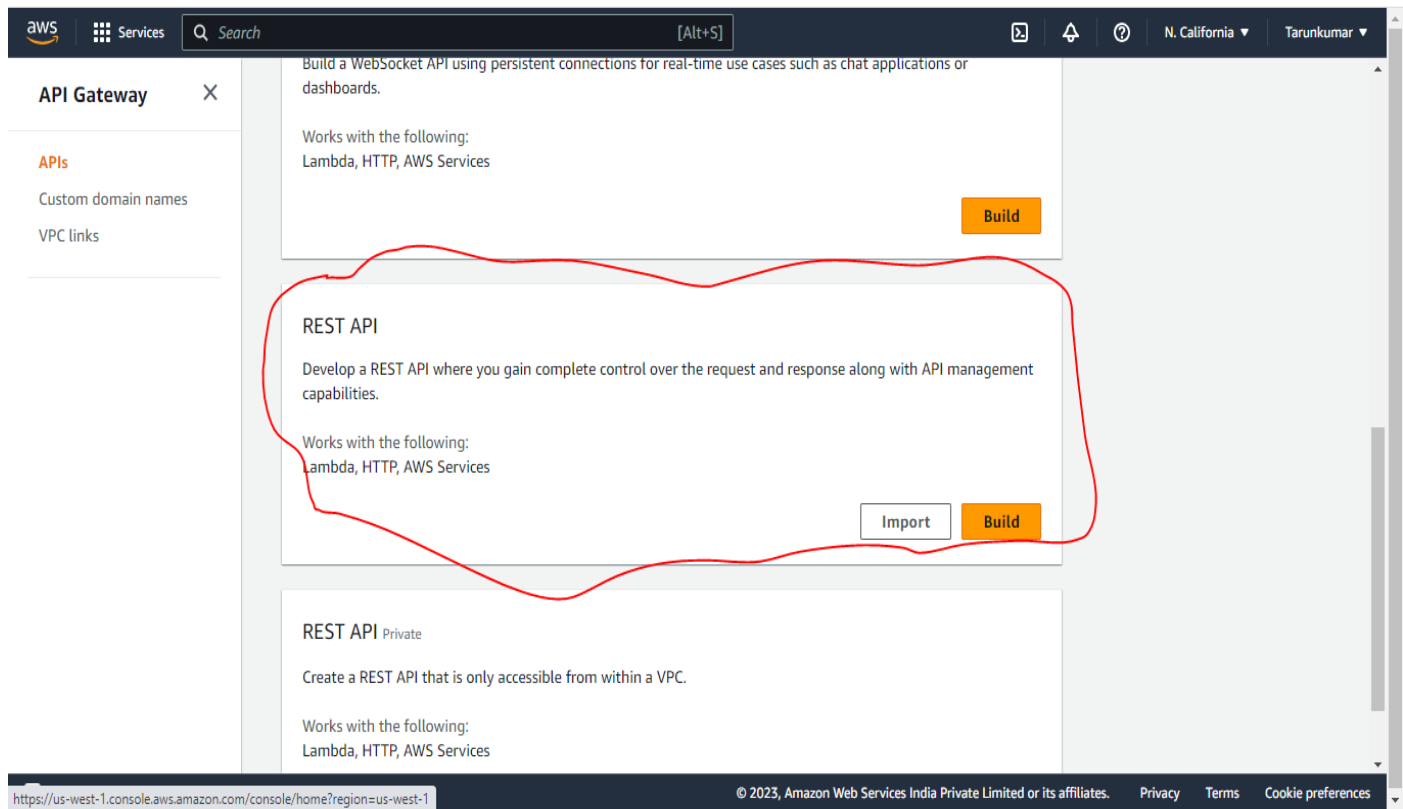 aws
Services
Search
[Alt+S]
N. California
Tarunkumar
API Gateway
APIs
Custom domain names
VPC links
Build a WebSocket API using persistent connections for real-time use cases such as chat applications or
dashboards.
Works with the following:
Lambda, HTTP, AWS Services
Build
REST API
Develop a REST API where you gain complete control over the request and response along with API management
capabilities.
Works with the following:
Lambda, HTTP, AWS Services
Import
Build
REST API Private
Create a REST API that is only accessible from within a VPC.
Works with the following:
Lambda, HTTP, AWS Services
https://us-west-1.console.aws.amazon.com/console/home?region=us-west-1
© 2023, Amazon Web Services India Private Limited or its affiliates.
Privacy
Terms
Cookie preferences